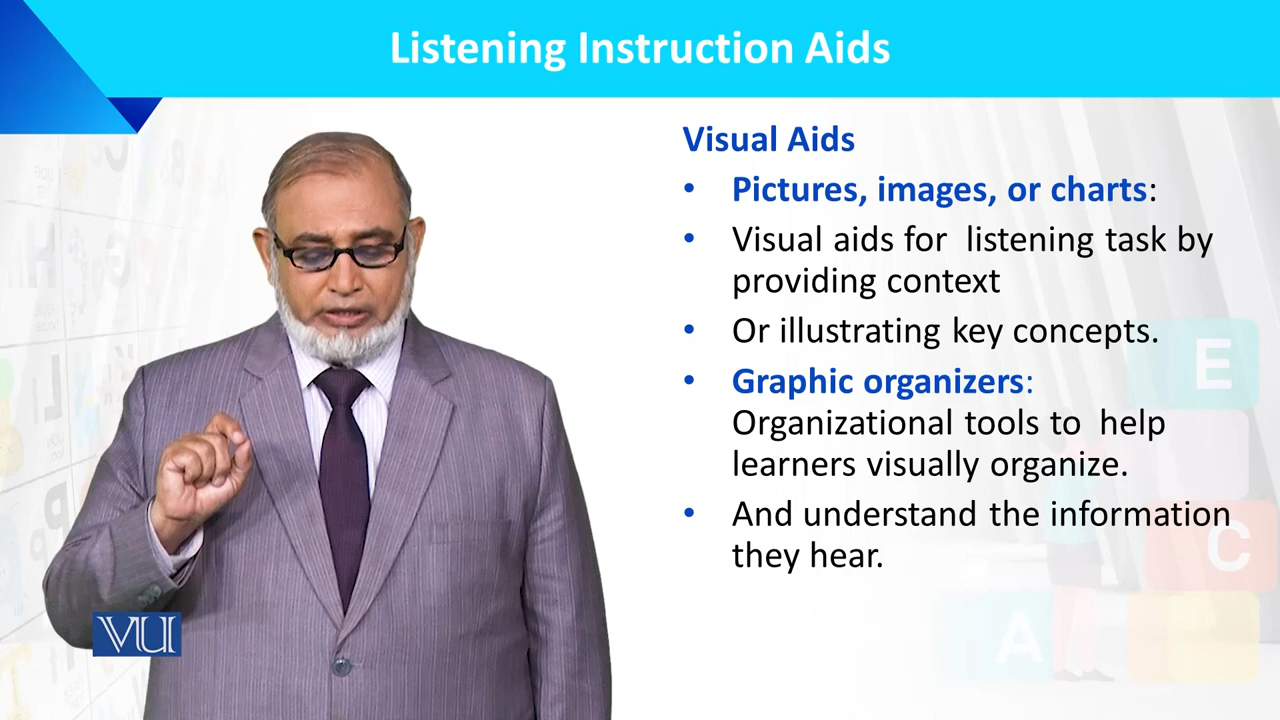 Listening Instruction Aids
Visual Aids
• Pictures, images, or charts:
• Visual aids for listening task by
providing context
• Or illustrating key concepts.
• Graphic organizers:
Organizational tools to help
learners visually organize.
• And understand the information
they hear.
E
C
A
VU